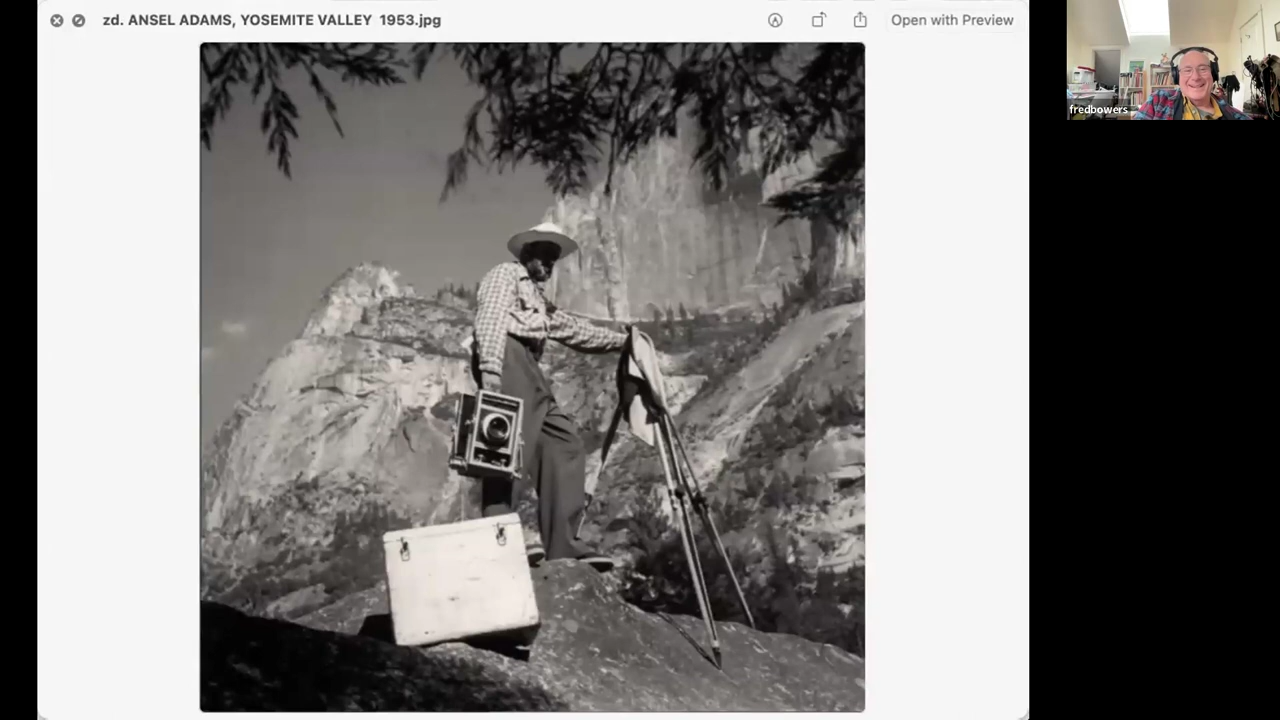 zd. ANSEL ADAMS, YOSEMITE VALLEY 1953.jpg
Open with Preview
fredbowers